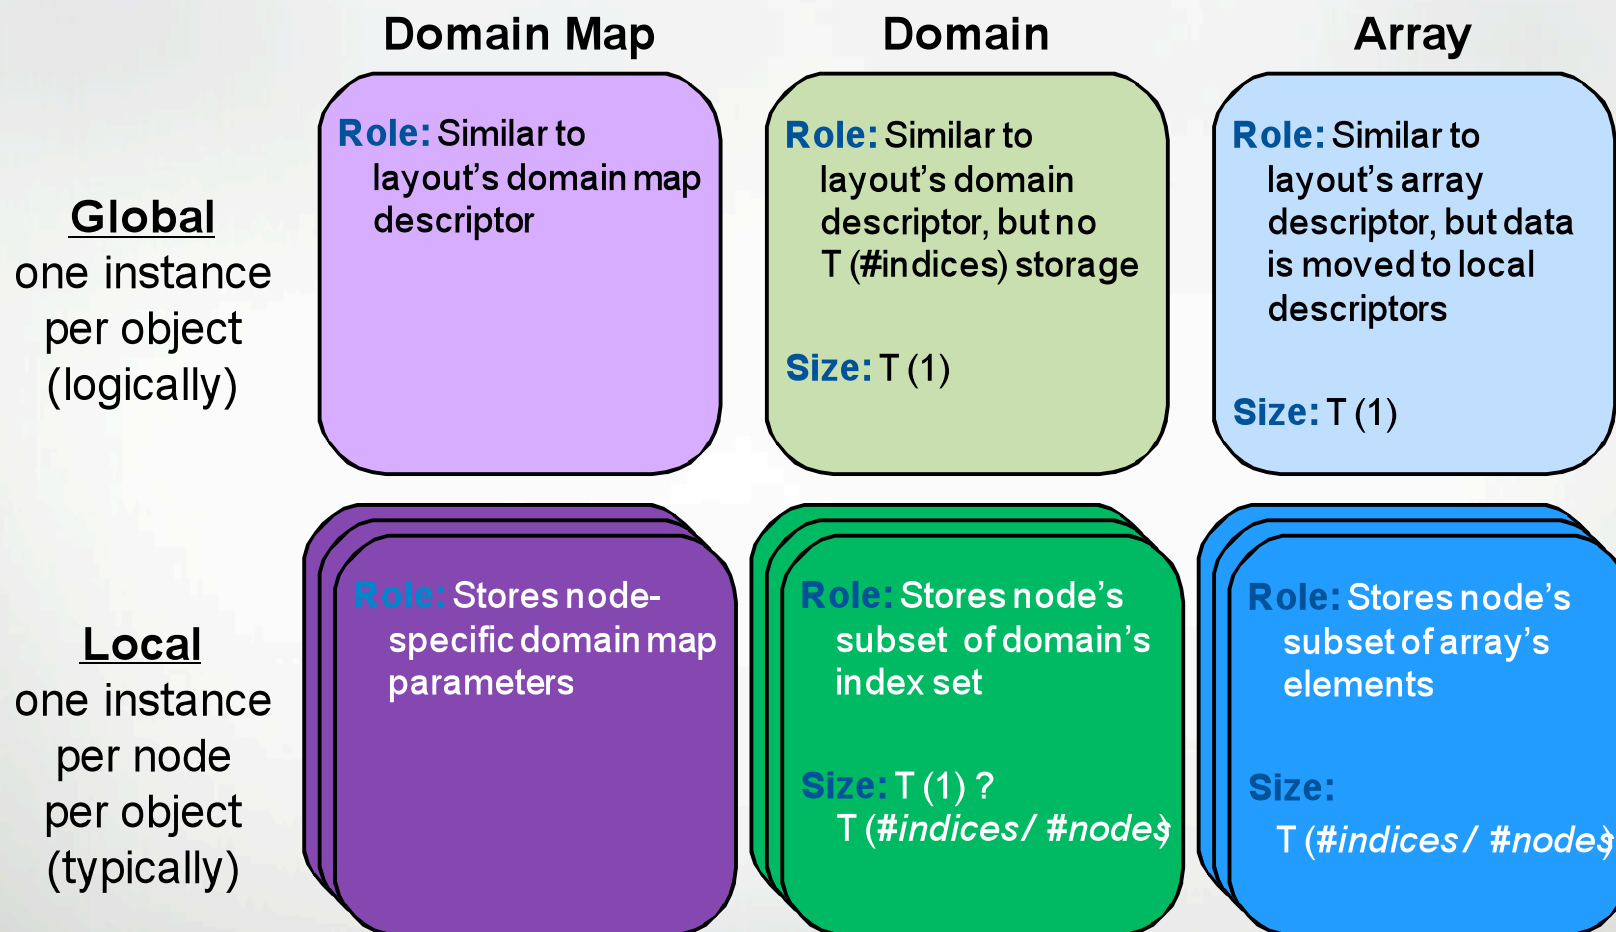 Domain Map
Domain
Array
Global
one instance
per object
(logically)
Role: Similar to
layout's domain map
descriptor
Role: Similar to
layout's domain
descriptor, but no
T (#indices) storage
Size: T (1)
Role: Similar to
layout's array
descriptor, but data
is moved to local
descriptors
Size: T (1)
Local
one instance
per node
per object
(typically)
Role: Stores node-
specific domain map
parameters
Role: Stores node's
subset of domain's
index set
Size: T (1) ?
T (#indices / #nodes)
Role: Stores node's
subset of array's
elements
Size:
T (#indices / #nodes)